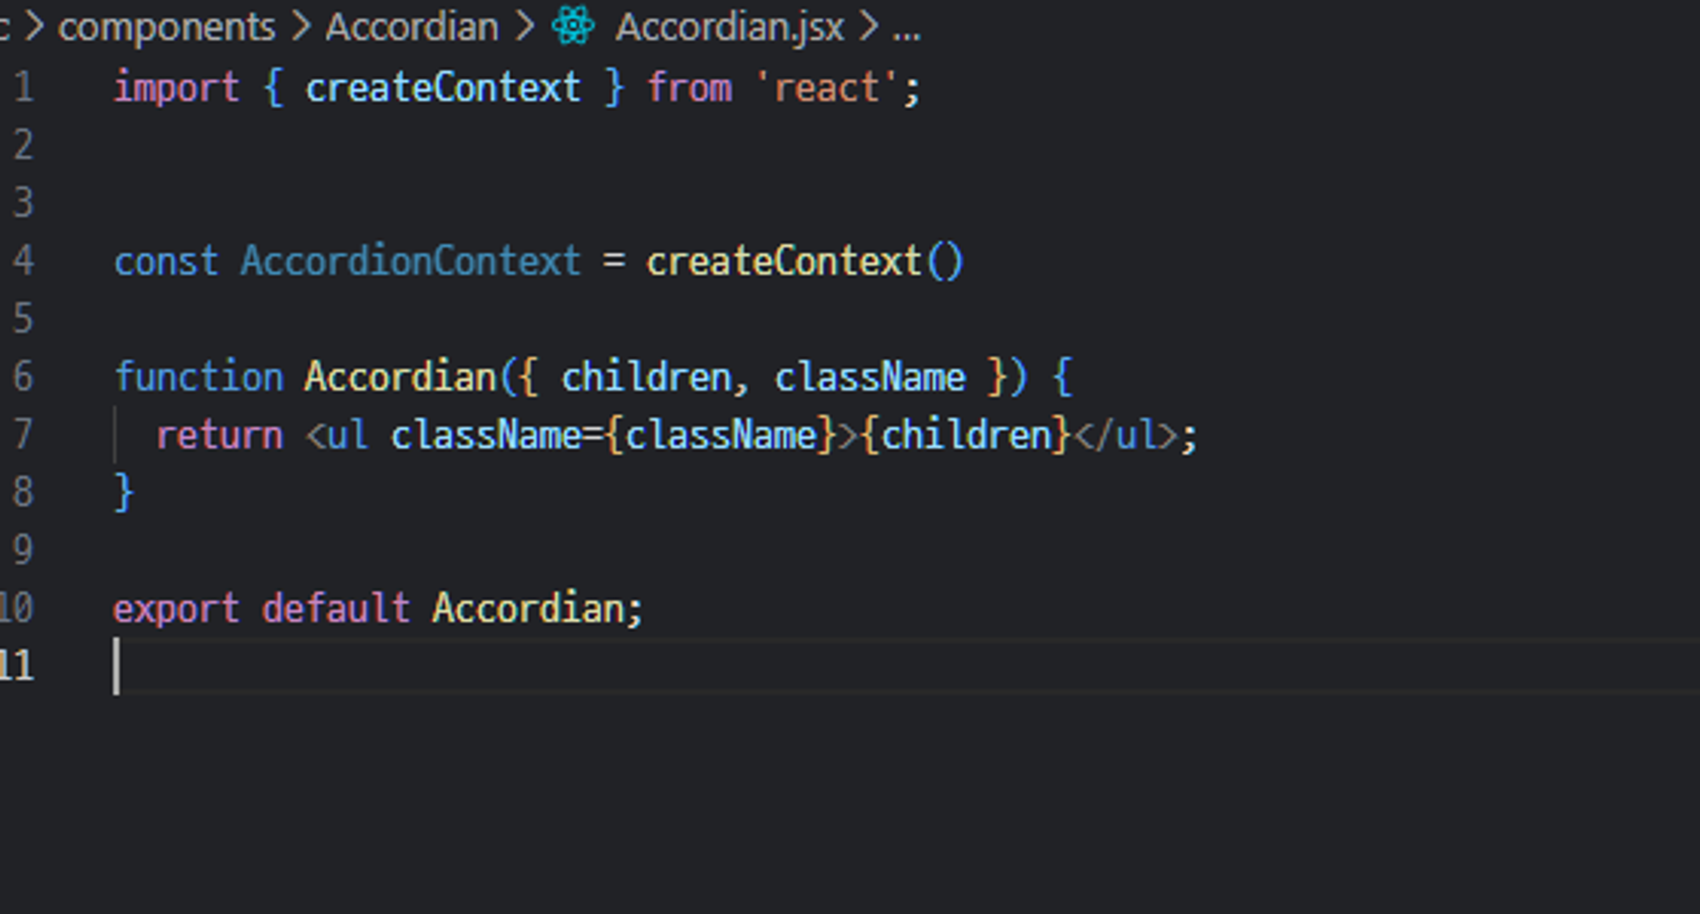 c > components > Accordian > Accordian.jsx > ...
1 import { createContext } from 'react';
2
3
4 const AccordionContext = createContext()
5
6 function Accordian({ children, className }) {
7 return <ul className={className}>{children}</ul>;
8 }
9
10 export default Accordian;
11